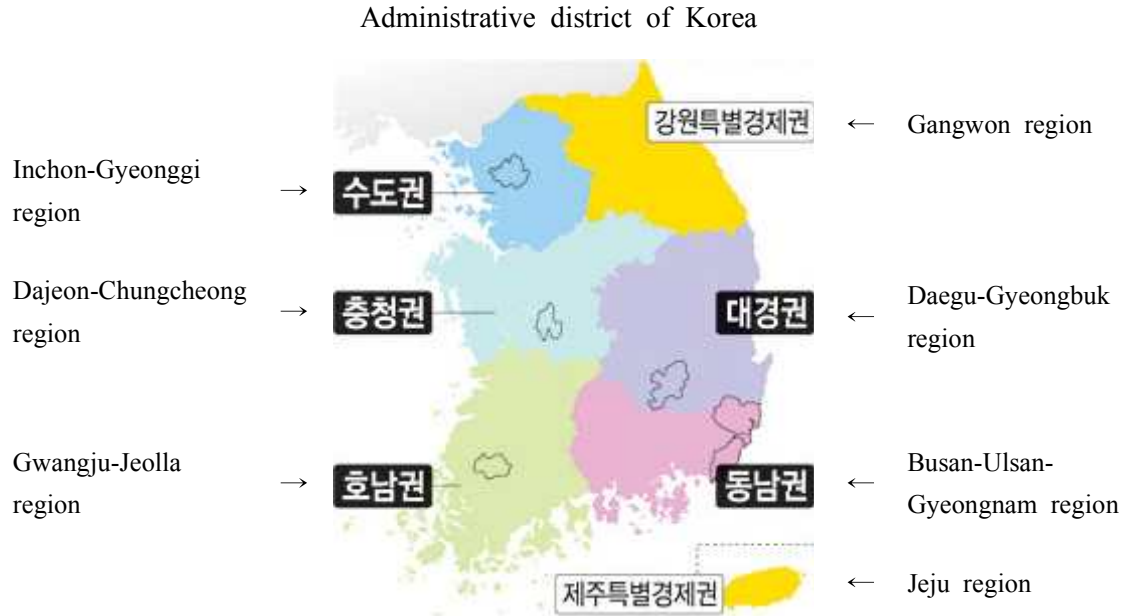 Administrative district of Korea
강원특별경제권
← Gangwon region
Inchon-Gyeonggi
region
→
수도권
Dajeon-Chungcheong
region
→
충청권
대경권
←
Daegu-Gyeongbuk
region
Gwangju-Jeolla
region
→
호남권
동남권
←
Busan-Ulsan-
Gyeongnam region
제주특별경제권
← Jeju region